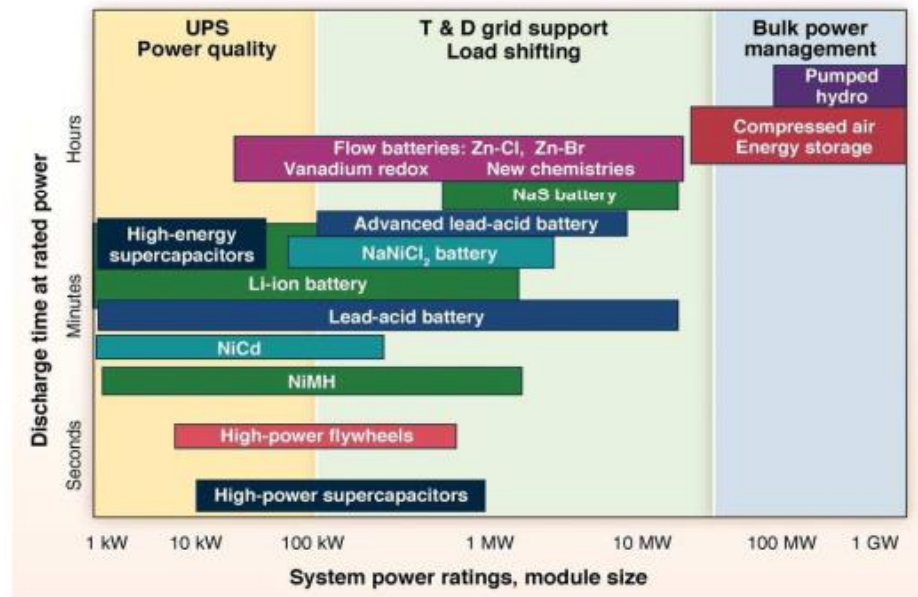 UPS
Power quality
T & D grid support
Load shifting
Bulk power
management
Pumped
hydro
Compressed air
Energy storage
Flow batteries: Zn-Cl, Zn-Br
Vanadium redox New chemistries
NaS battery
Advanced lead-acid battery
High-energy
supercapacitors
NaNiCl₂ battery
Li-ion battery
Lead-acid battery
NiCd
NiMH
High-power flywheels
High-power supercapacitors
Discharge time at rated power
Hours
Minutes
Seconds
1 kW 10 kW 100 kW 1 MW 10 MW 100 MW 1 GW
System power ratings, module size